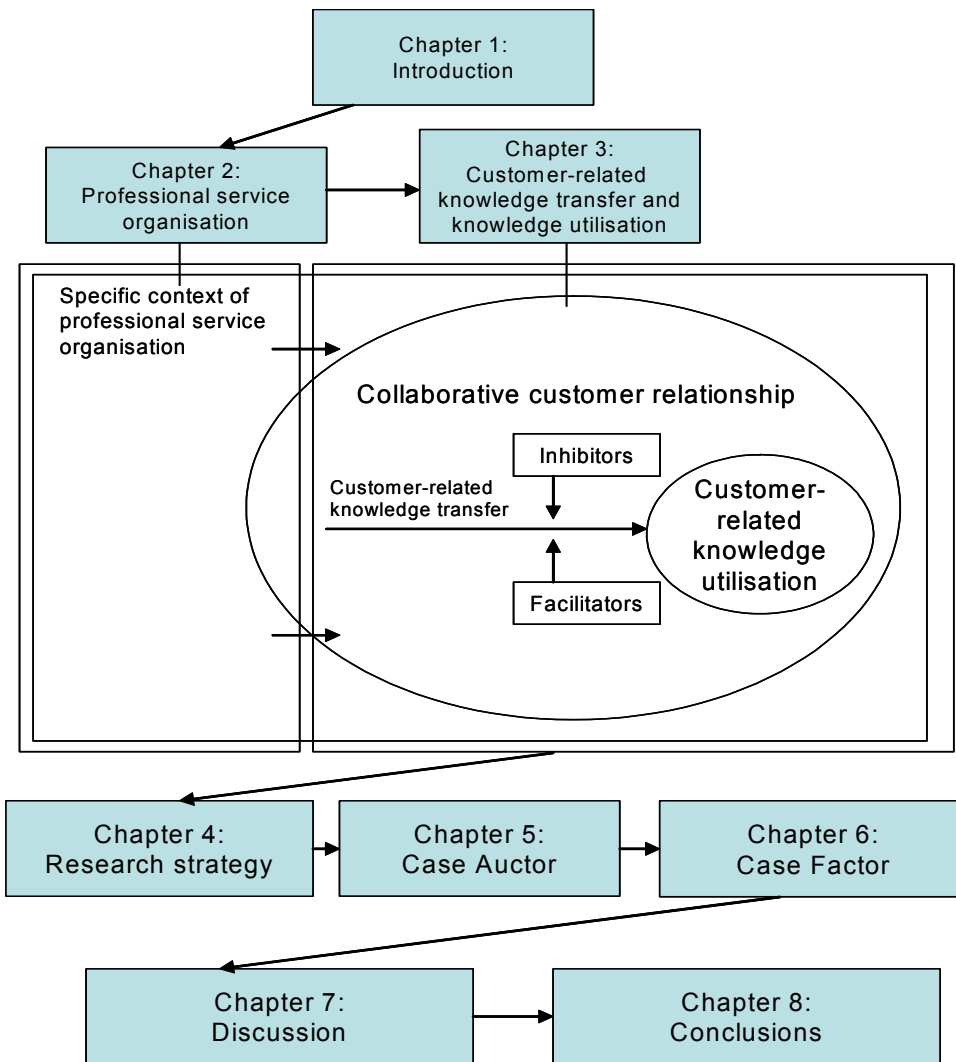 Chapter 1:
Introduction
Chapter 2:
Professional service
organisation
Chapter 3:
Customer-related
knowledge transfer and
knowledge utilisation
Specific context of
professional service
organisation
Collaborative customer relationship
Inhibitors
Customer-related
knowledge transfer
Customer-
related
knowledge
utilisation
Facilitators
Chapter 4:
Research strategy
Chapter 5:
Case Auctor
Chapter 6:
Case Factor
Chapter 7:
Discussion
Chapter 8:
Conclusions